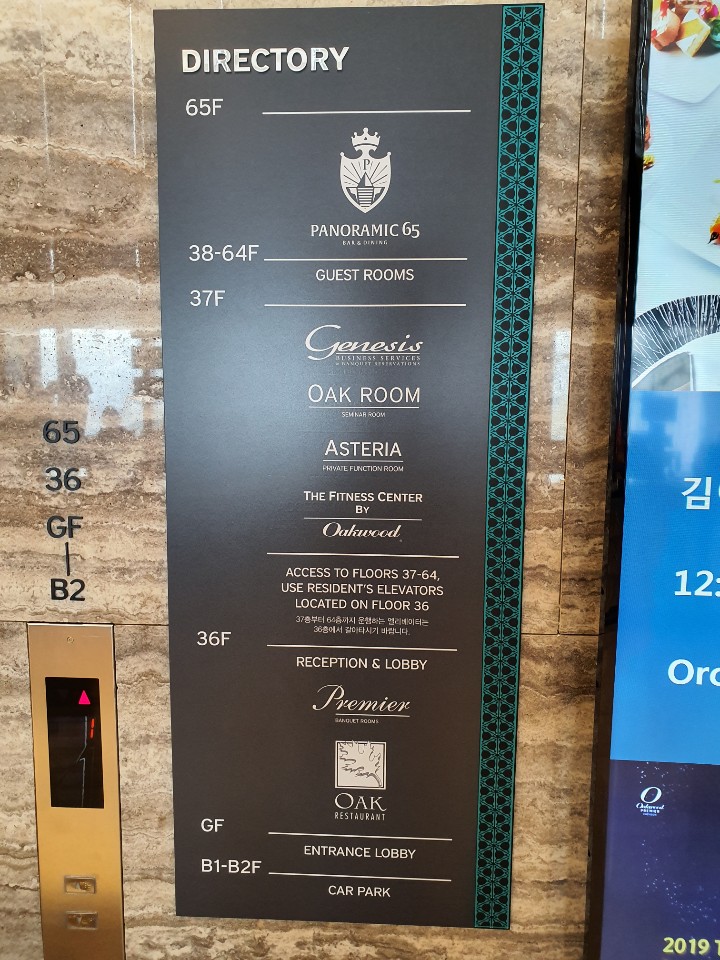 DIRECTORY
65F
P
PANORAMIC 65
BAR & DINING
38-64F
GUEST ROOMS
37F
Genesis
BUSINESS SERVICES
& BANQUET RESERVATIONS
OAK ROOM
SEMINAR ROOM
ASTERIA
PRIVATE FUNCTION ROOM
THE FITNESS CENTER
BY
Oakwood
ACCESS TO FLOORS 37-64,
USE RESIDENT'S ELEVATORS
LOCATED ON FLOOR 36
37층부터 64층까지 운행하는 엘리베이터는
36층에서 갈아타시기 바랍니다.
36F
RECEPTION & LOBBY
Premier
BANQUET ROOMS
OAK
RESTAURANT
GF
ENTRANCE LOBBY
B1-B2F
CAR PARK
65
36
GF
B2
김
12:
Oro
Oakwood
PREMIER
2019 T